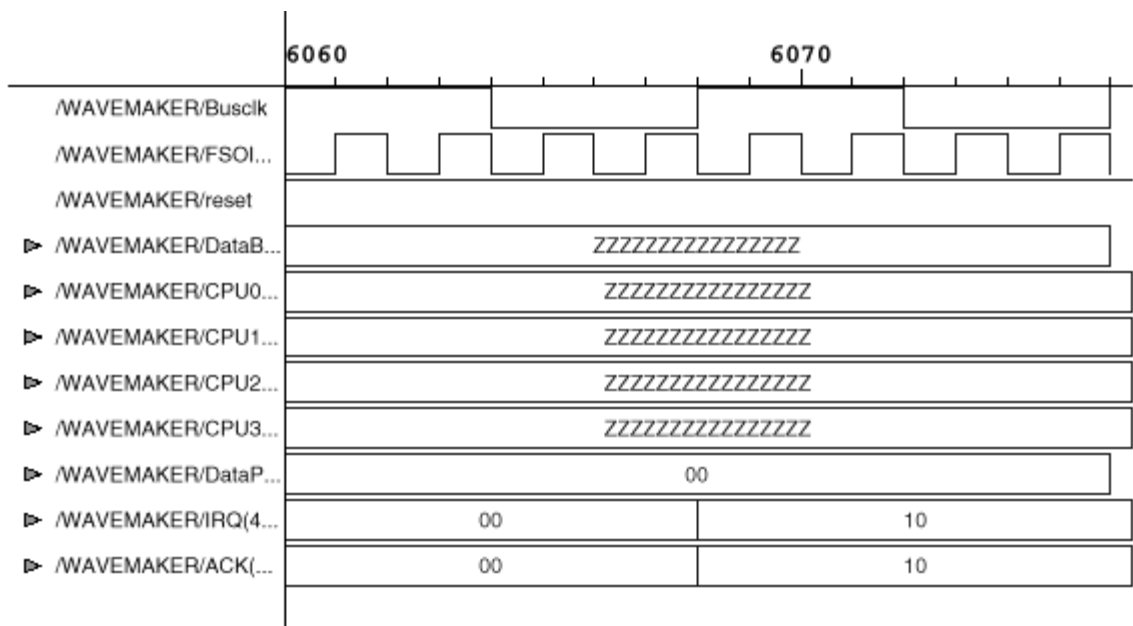 6060 6070
/WAVEMAKER/Busclk
/WAVEMAKER/FSOI...
/WAVEMAKER/reset
/WAVEMAKER/DataB... ZZZZZZZZZZZZZZZZ
/WAVEMAKER/CPU0... ZZZZZZZZZZZZZZZZ
/WAVEMAKER/CPU1... ZZZZZZZZZZZZZZZZ
/WAVEMAKER/CPU2... ZZZZZZZZZZZZZZZZ
/WAVEMAKER/CPU3... ZZZZZZZZZZZZZZZZ
/WAVEMAKER/DataP... 00
/WAVEMAKER/IRQ(4... 00 10
/WAVEMAKER/ACK(... 00 10